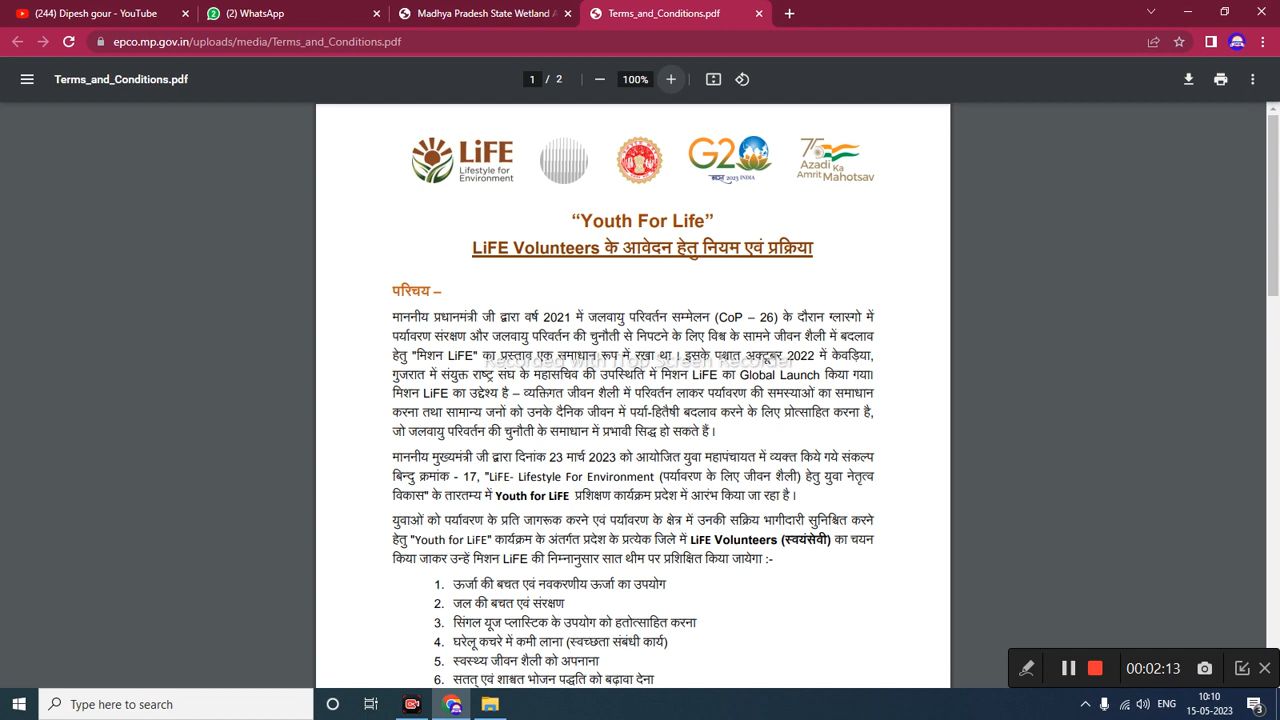 (244) Dipesh gour - YouTube
(2) WhatsApp
Madhya Pradesh State Wetland A
Terms_and_Conditions.pdf
epco.mp.gov.in/uploads/media/Terms_and_Conditions.pdf
Terms_and_Conditions.pdf
1 / 2
100%
LiFE
Lifestyle for
Environment
G20
भारत 2023 INDIA
75
Azadi
Ka
Amrit Mahotsav
“Youth For Life”
LiFE Volunteers के आवेदन हेतु नियम एवं प्रक्रिया
परिचय –
माननीय प्रधानमंत्री जी द्वारा वर्ष 2021 में जलवायु परिवर्तन सम्मेलन (CoP – 26) के दौरान ग्लास्गो में
पर्यावरण संरक्षण और जलवायु परिवर्तन की चुनौती से निपटने के लिए विश्व के सामने जीवन शैली में बदलाव
हेतु "मिशन LiFE" का प्रस्ताव एक समाधान रूप में रखा था। इसके पश्चात अक्टूबर 2022 में केवड़िया,
Recorded with iTop Screen Recorder
गुजरात में संयुक्त राष्ट्र संघ के महासचिव की उपस्थिति में मिशन LiFE का Global Launch किया गया।
मिशन LiFE का उद्देश्य है – व्यक्तिगत जीवन शैली में परिवर्तन लाकर पर्यावरण की समस्याओं का समाधान
करना तथा सामान्य जनों को उनके दैनिक जीवन में पर्या-हितैषी बदलाव करने के लिए प्रोत्साहित करना है,
जो जलवायु परिवर्तन की चुनौती के समाधान में प्रभावी सिद्ध हो सकते हैं।
माननीय मुख्यमंत्री जी द्वारा दिनांक 23 मार्च 2023 को आयोजित युवा महापंचायत में व्यक्त किये गये संकल्प
बिन्दु क्रमांक - 17, "LiFE- Lifestyle For Environment (पर्यावरण के लिए जीवन शैली) हेतु युवा नेतृत्व
विकास" के तारतम्य में Youth for LiFE प्रशिक्षण कार्यक्रम प्रदेश में आरंभ किया जा रहा है।
युवाओं को पर्यावरण के प्रति जागरूक करने एवं पर्यावरण के क्षेत्र में उनकी सक्रिय भागीदारी सुनिश्चित करने
हेतु "Youth for LiFE" कार्यक्रम के अंतर्गत प्रदेश के प्रत्येक जिले में LiFE Volunteers (स्वयंसेवी) का चयन
किया जाकर उन्हें मिशन LiFE की निम्नानुसार सात थीम पर प्रशिक्षित किया जायेगा :-
1. ऊर्जा की बचत एवं नवकरणीय ऊर्जा का उपयोग
2. जल की बचत एवं संरक्षण
3. सिंगल यूज प्लास्टिक के उपयोग को हतोत्साहित करना
4. घरेलू कचरे में कमी लाना (स्वच्छता संबंधी कार्य)
5. स्वस्थ्य जीवन शैली को अपनाना
6. सतत् एवं शाश्वत भोजन पद्धति को बढ़ावा देना
00:02:13
Type here to search
ENG
10:10
15-05-2023
3